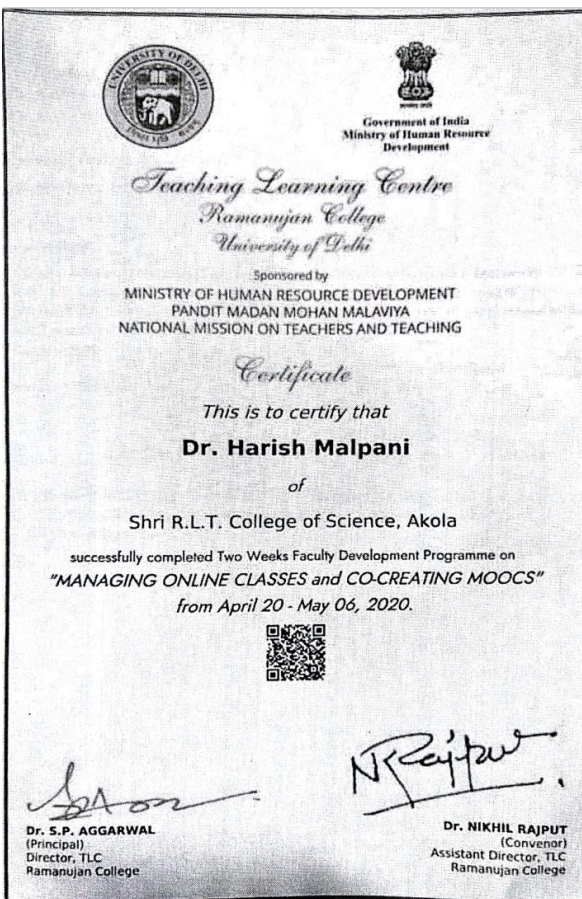 UNIVERSITY OF DELHI
Government of India
Ministry of Human Resource
Development
Teaching Learning Centre
Ramanujan College
University of Delhi
Sponsored by
MINISTRY OF HUMAN RESOURCE DEVELOPMENT
PANDIT MADAN MOHAN MALAVIYA
NATIONAL MISSION ON TEACHERS AND TEACHING
Certificate
This is to certify that
Dr. Harish Malpani
of
Shri R.L.T. College of Science, Akola
successfully completed Two Weeks Faculty Development Programme on
"MANAGING ONLINE CLASSES and CO-CREATING MOOCS"
from April 20 - May 06, 2020.
NRajput
Dr. S.P. AGGARWAL
(Principal)
Director, TLC
Ramanujan College
Dr. NIKHIL RAJPUT
(Convenor)
Assistant Director, TLC
Ramanujan College